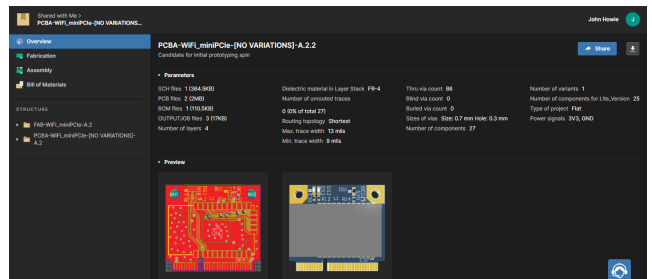 Shared with Me >
PCBA-WiFi_miniPCIe-[NO VARIATIONS...
John Howie
J
Overview
Fabrication
Assembly
Bill of Materials
STRUCTURE
FAB-WiFi_miniPCIe-A.2
PCBA-WiFi_miniPCIe-[NO VARIATIONS]-
A.2
PCBA-WiFi_miniPCIe-[NO VARIATIONS]-A.2.2
Candidate for initial prototyping spin
Share
Parameters
SCH files 1 (364.5KB)
PCB files 2 (2MB)
BOM files 1 (110.5KB)
OUTPUTJOB files 3 (17KB)
Number of layers 4
Dielectric material in Layer Stack FR-4
Number of unrouted traces
0 (0% of total 27)
Routing topology Shortest
Max. trace width 13 mils
Min. trace width 9 mils
Thru via count 86
Blind via count 0
Buried via count 0
Sizes of vias Size: 0.7 mm Hole: 0.3 mm
Number of components 27
Number of variants 1
Number of components for Lite_Version 25
Type of project Flat
Power signals 3V3, GND
Preview